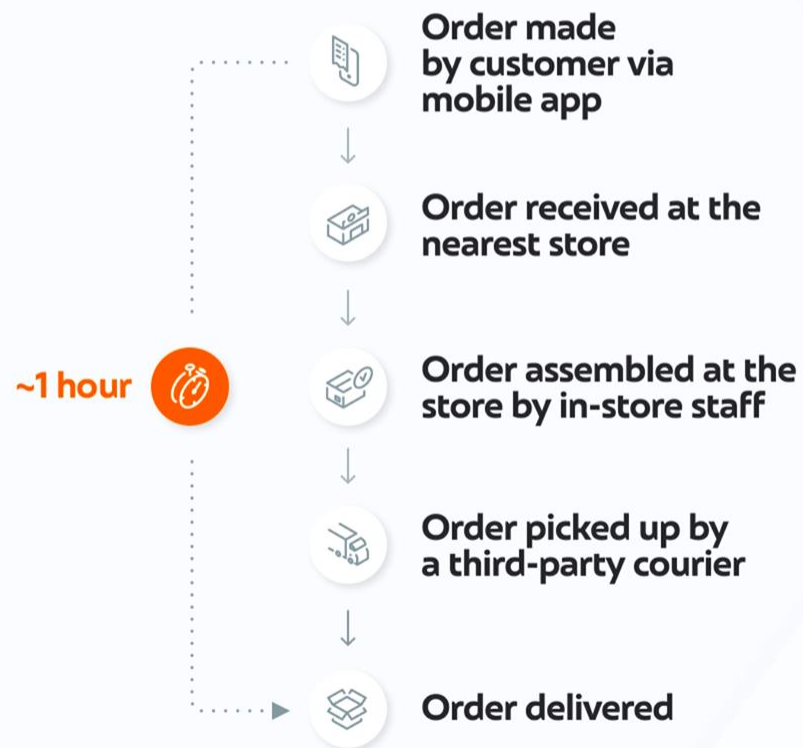 Order made
by customer via
mobile app
Order received at the
nearest store
~1 hour
Order assembled at the
store by in-store staff
Order picked up by
a third-party courier
Order delivered